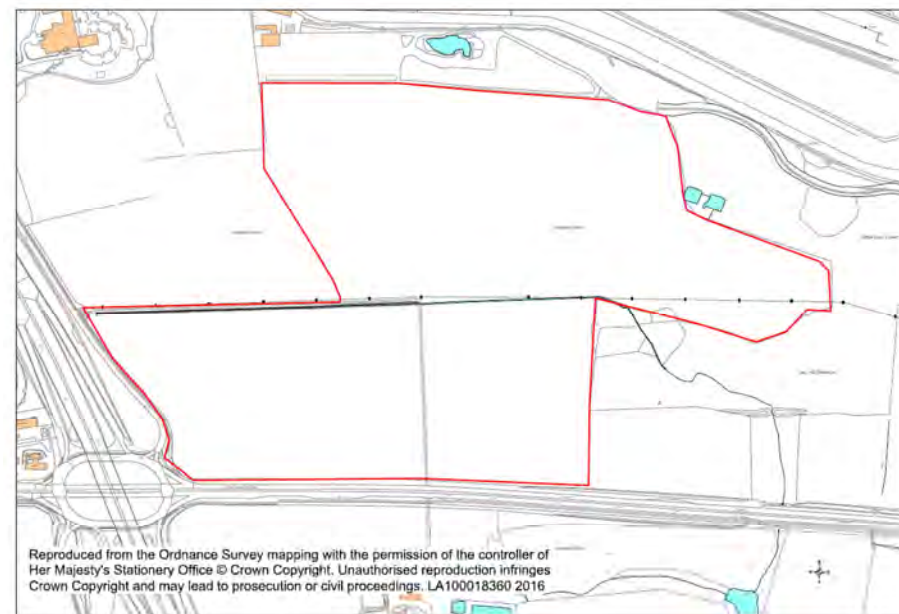 Reproduced from the Ordnance Survey mapping with the permission of the controller of
Her Majesty's Stationery Office © Crown Copyright. Unauthorised reproduction infringes
Crown Copyright and may lead to prosecution or civil proceedings. LA100018360 2016